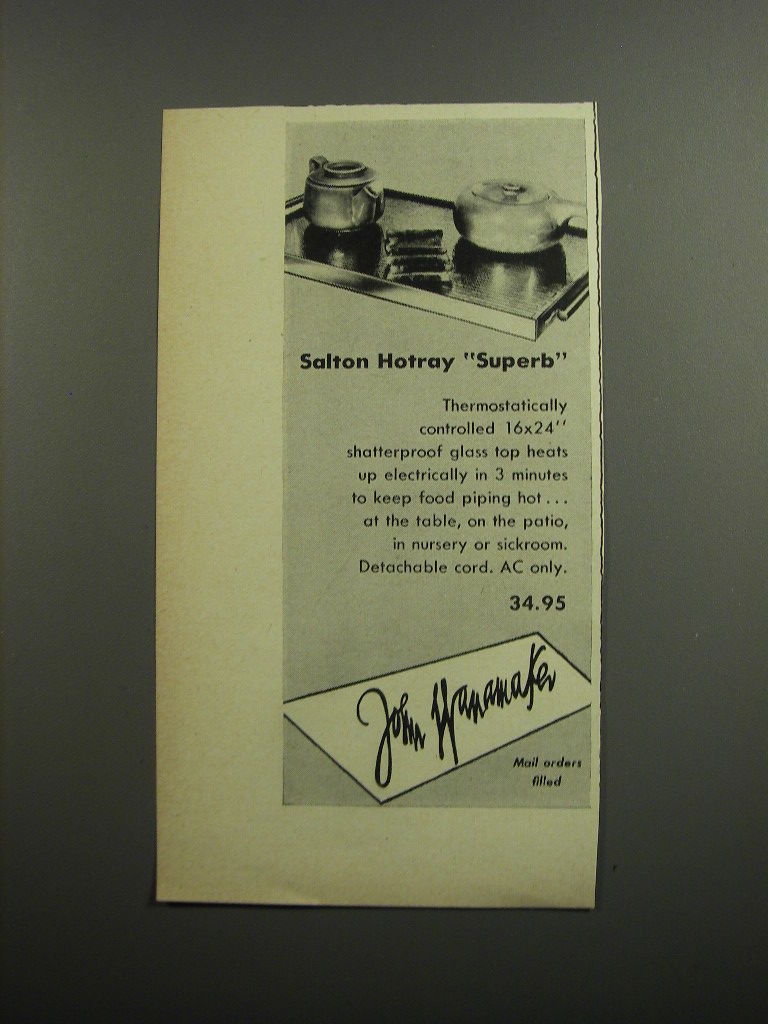 Salton Hotray "Superb"
Thermostatically
controlled 16x24"
shatterproof glass top heats
up electrically in 3 minutes
to keep food piping hot...
at the table, on the patio,
in nursery or sickroom.
Detachable cord. AC only.
34.95
John Wanamaker
Mail orders
filled